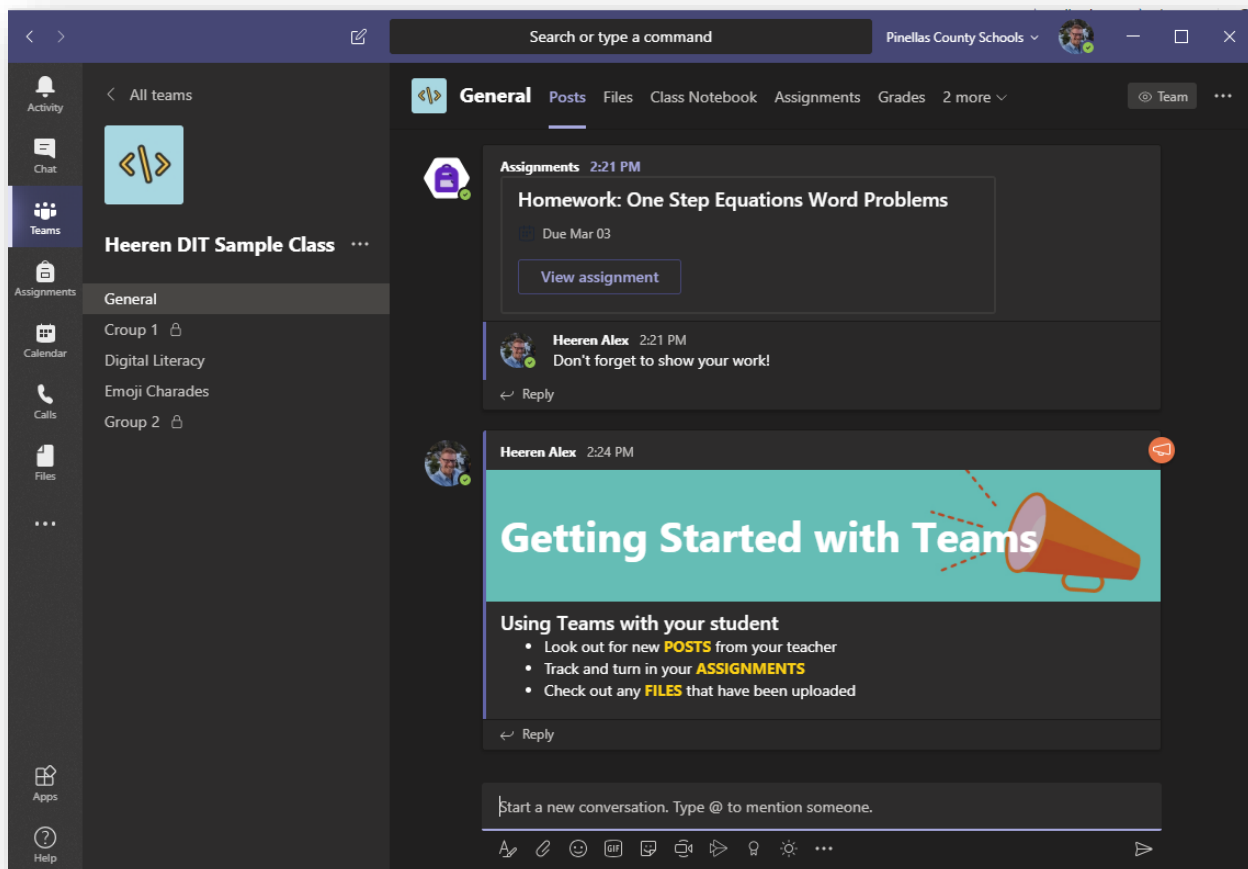 Search or type a command
Pinellas County Schools
Activity
Chat
Teams
Assignments
Calendar
Calls
Files
Apps
Help
All teams
Heeren DIT Sample Class
General
Croup 1
Digital Literacy
Emoji Charades
Group 2
General Posts Files Class Notebook Assignments Grades 2 more
Team
Assignments 2:21 PM
Homework: One Step Equations Word Problems
Due Mar 03
View assignment
Heeren Alex 2:21 PM
Don't forget to show your work!
Reply
Heeren Alex 2:24 PM
Getting Started with Teams
Using Teams with your student
• Look out for new POSTS from your teacher
• Track and turn in your ASSIGNMENTS
• Check out any FILES that have been uploaded
Reply
Start a new conversation. Type @ to mention someone.
GIF